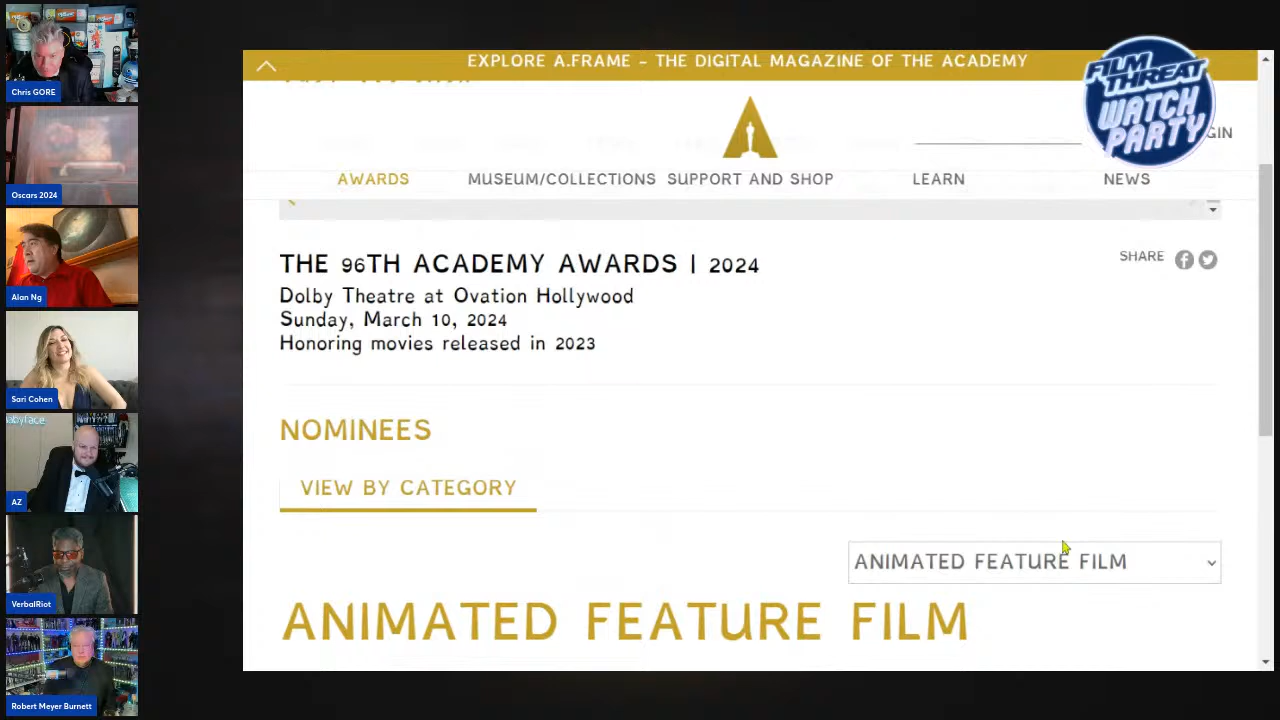 Chris GORE
Oscars 2024
Alan Ng
Sari Cohen
babyface
AZ
VerbalRiot
Robert Meyer Burnett
EXPLORE A.FRAME – THE DIGITAL MAGAZINE OF THE ACADEMY
FILM
THREAT
WATCH
PARTY
GIN
AWARDS MUSEUM/COLLECTIONS SUPPORT AND SHOP LEARN NEWS
THE 96TH ACADEMY AWARDS | 2024
SHARE
Dolby Theatre at Ovation Hollywood
Sunday, March 10, 2024
Honoring movies released in 2023
NOMINEES
VIEW BY CATEGORY
ANIMATED FEATURE FILM
ANIMATED FEATURE FILM